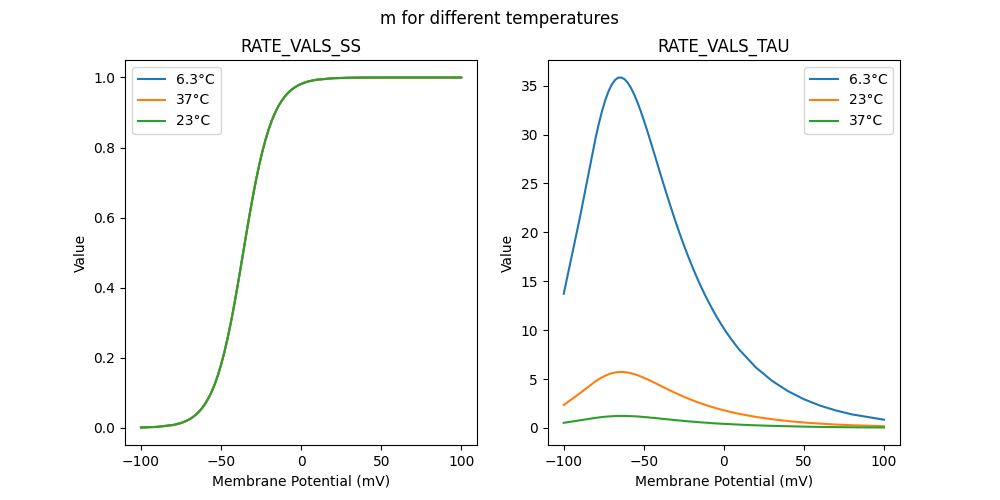 m for different temperatures
RATE_VALS_SS
1.0
0.8
0.6
0.4
0.2
0.0
Value
6.3°C
37°C
23°C
−100
−50
0
50
100
Membrane Potential (mV)
RATE_VALS_TAU
35
30
25
20
15
10
5
0
Value
6.3°C
23°C
37°C
−100
−50
0
50
100
Membrane Potential (mV)